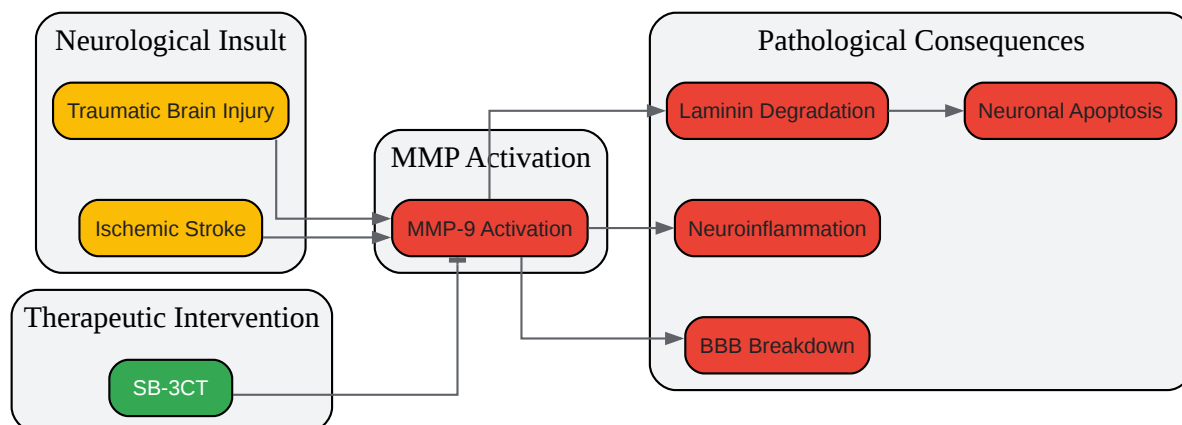 Neurological Insult
Traumatic Brain Injury
Ischemic Stroke
Therapeutic Intervention
SB-3CT
MMP Activation
MMP-9 Activation
Pathological Consequences
Laminin Degradation
Neuronal Apoptosis
Neuroinflammation
BBB Breakdown